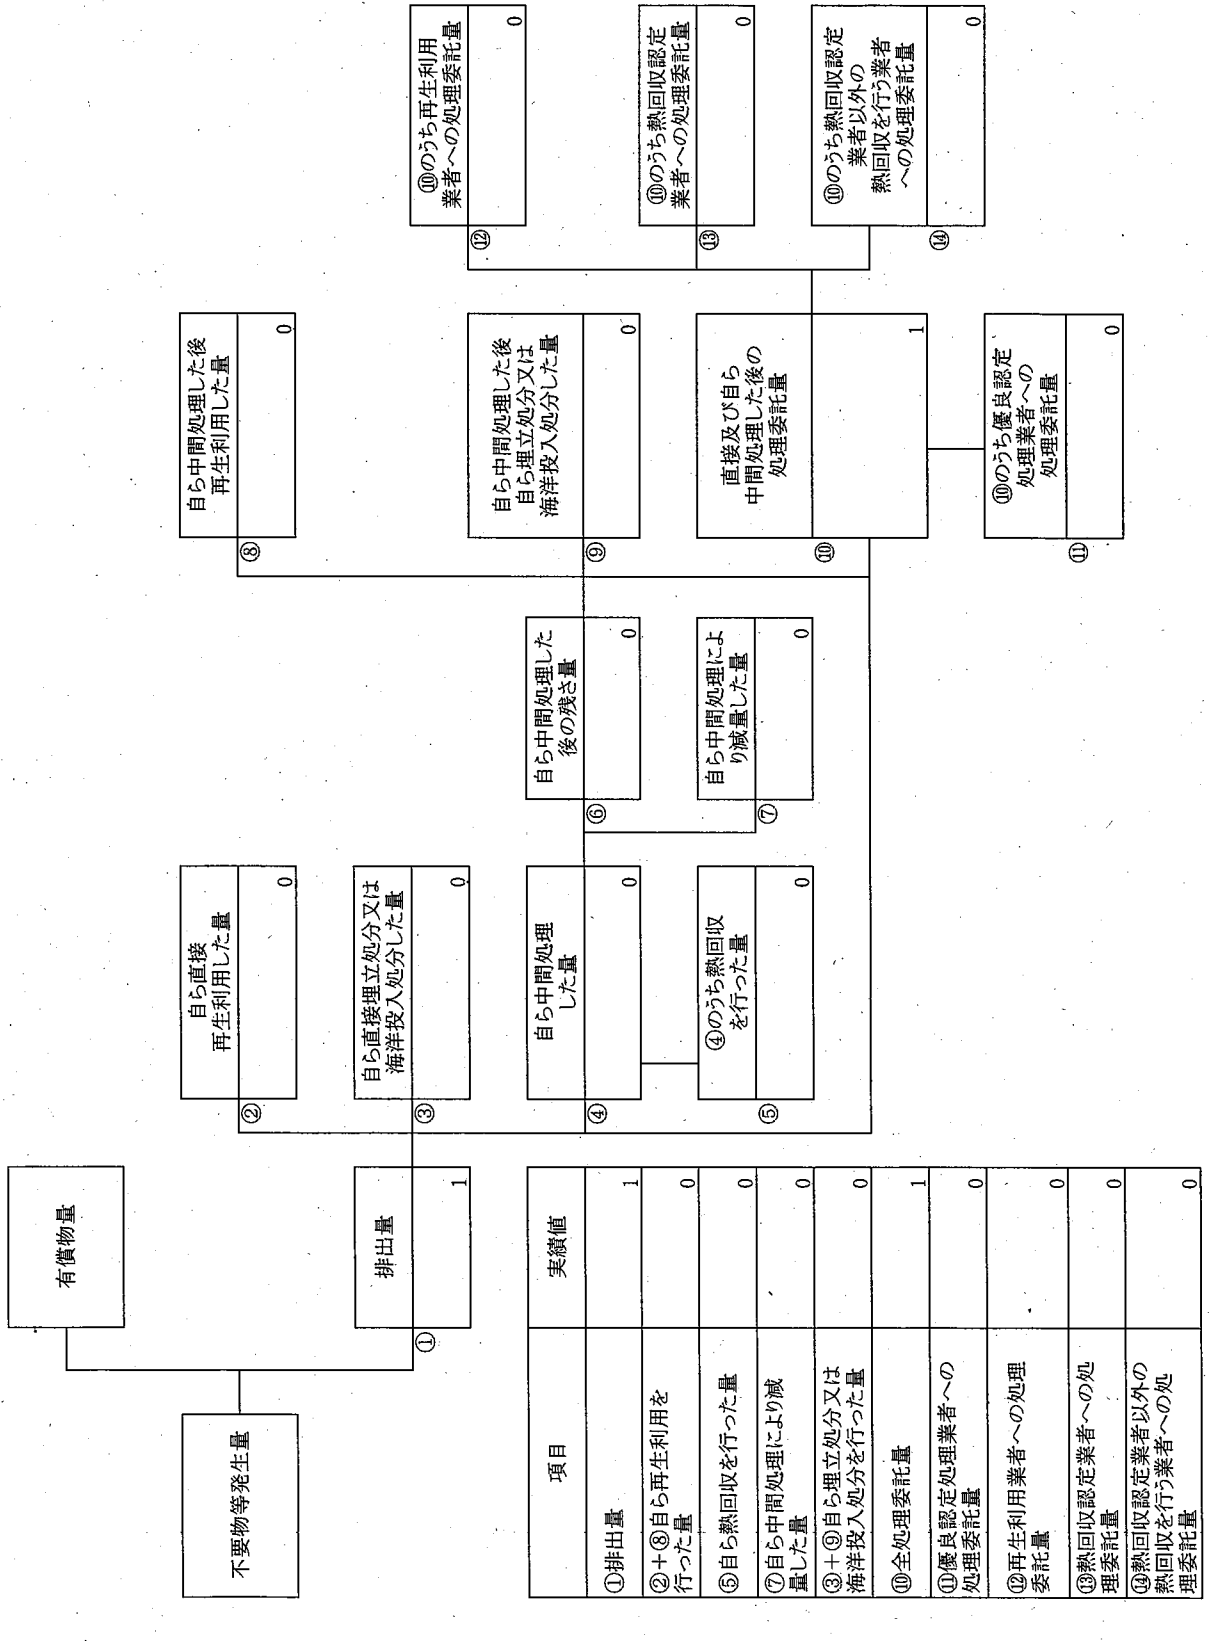 不要物等発生量
有償物量
排出量
①
1
自ら直接
再生利用した量
②
0
自ら直接埋立処分又は
海洋投入処分した量
③
0
自ら中間処理
した量
④
0
④のうち熱回収
を行った量
⑤
0
自ら中間処理した
後の残さ量
⑥
0
自ら中間処理によ
り減量した量
⑦
0
自ら中間処理した後
再生利用した量
⑧
0
自ら中間処理した後
自ら埋立処分又は
海洋投入処分した量
⑨
0
直接及び自ら
中間処理した後の
処理委託量
⑩
1
⑩のうち優良認定
処理業者への
処理委託量
⑪
0
⑩のうち再生利用
業者への処理委託量
⑫
0
⑩のうち熱回収認定
業者への処理委託量
⑬
0
⑩のうち熱回収認定
業者以外の
熱回収を行う業者
への処理委託量
⑭
0
項目 実績値
①排出量 1
②+⑧自ら再生利用を
行った量 0
⑤自ら熱回収を行った量 0
⑦自ら中間処理により減
量した量 0
③+⑨自ら埋立処分又は
海洋投入処分を行った量 0
⑩全処理委託量 1
⑪優良認定処理業者への
処理委託量 0
⑫再生利用業者への処理
委託量 0
⑬熱回収認定業者への処
理委託量 0
⑭熱回収認定業者以外の
熱回収を行う業者への処
理委託量 0